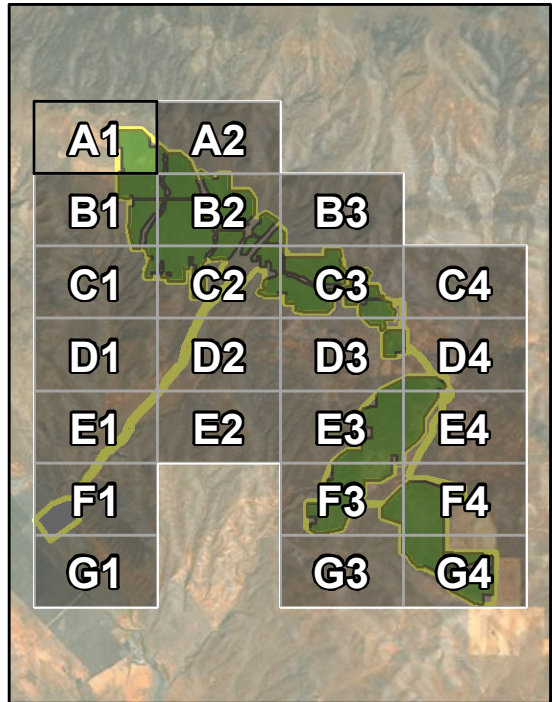 A1 A2
B1 B2 B3
C1 C2 C3 C4
D1 D2 D3 D4
E1 E2 E3 E4
F1 F3 F4
G1 G3 G4